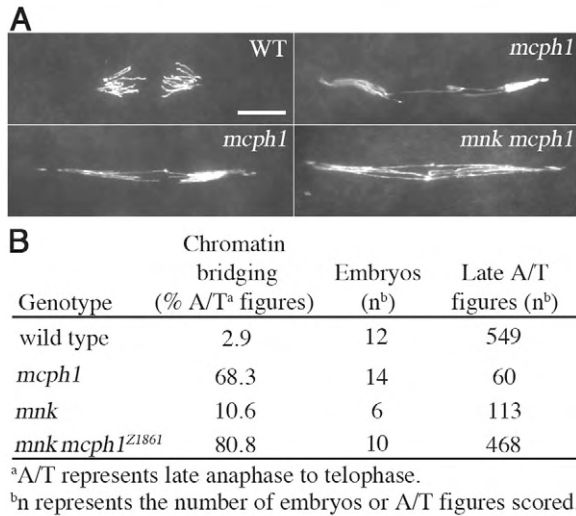 A
WT
mcph1
mcph1
mnk mcph1
B
Chromatin
bridging Embryos Late A/T
Genotype (% A/Tᵃ figures) (nᵇ) figures (nᵇ)
wild type 2.9 12 549
mcph1 68.3 14 60
mnk 10.6 6 113
mnk mcph1^Z1861 80.8 10 468
ᵃA/T represents late anaphase to telophase.
ᵇn represents the number of embryos or A/T figures scored